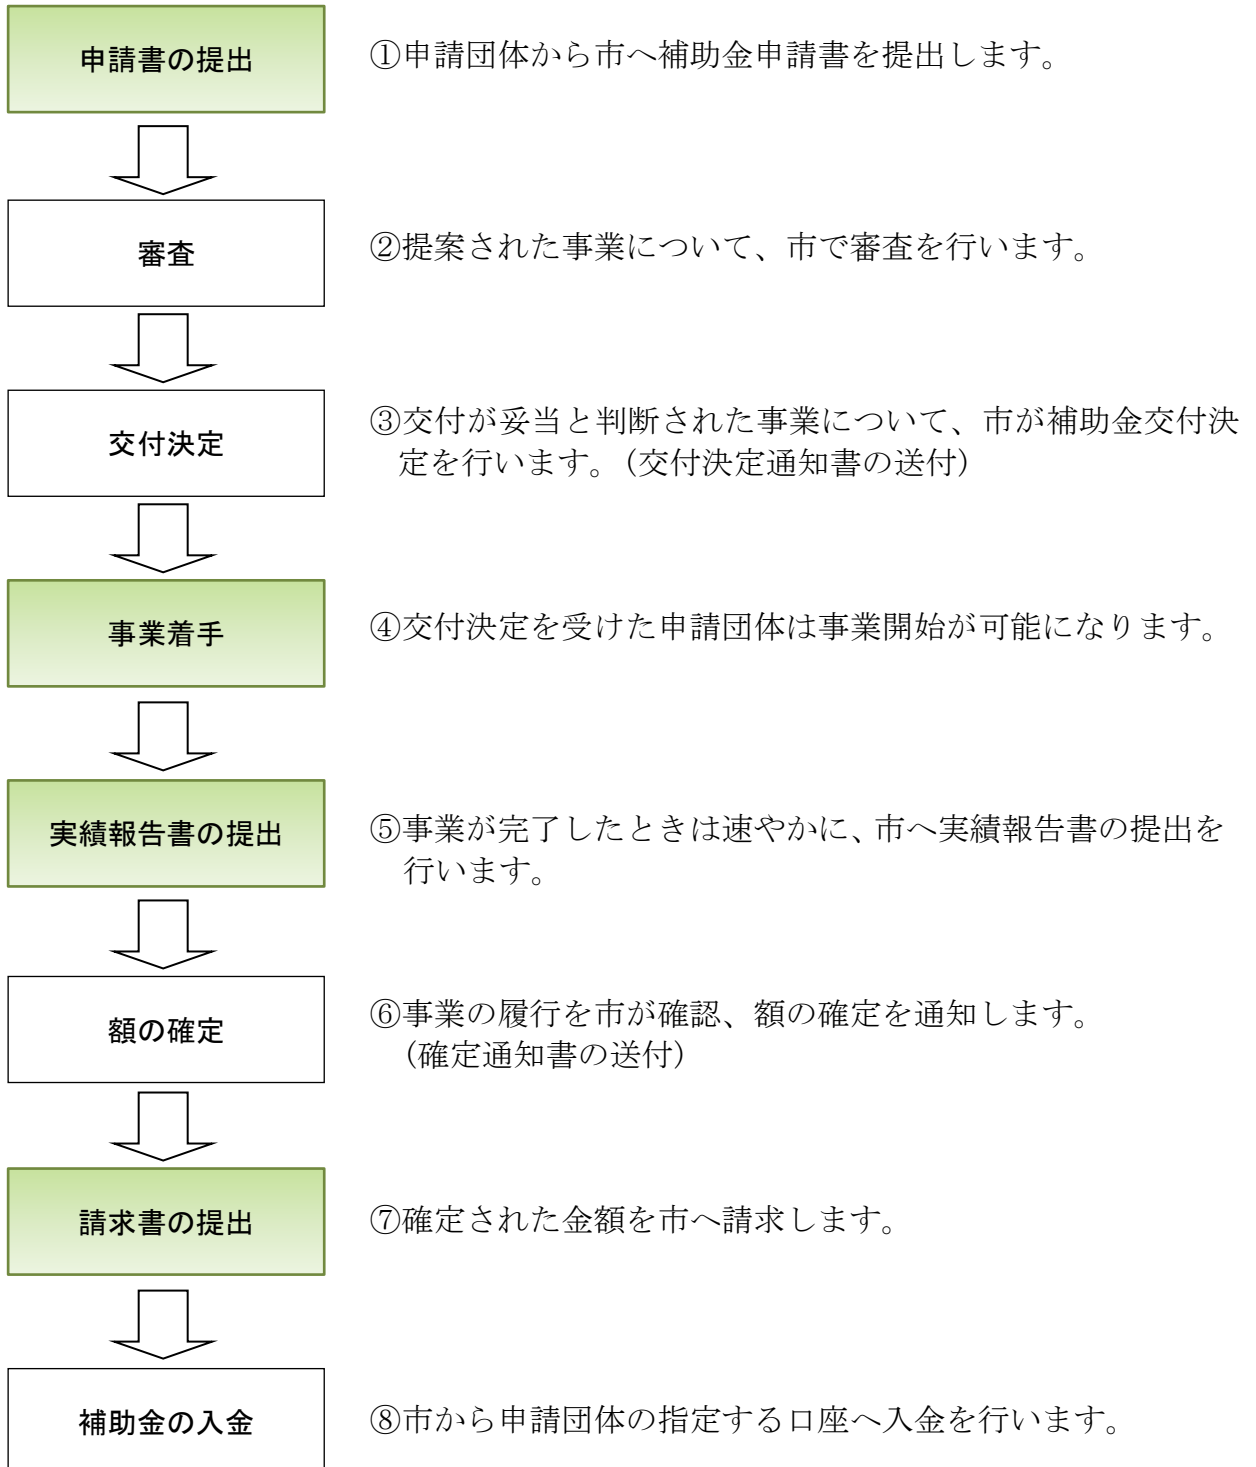 申請書の提出
①申請団体から市へ補助金申請書を提出します。
審査
②提案された事業について、市で審査を行います。
交付決定
③交付が妥当と判断された事業について、市が補助金交付決
定を行います。（交付決定通知書の送付）
事業着手
④交付決定を受けた申請団体は事業開始が可能になります。
実績報告書の提出
⑤事業が完了したときは速やかに、市へ実績報告書の提出を
行います。
額の確定
⑥事業の履行を市が確認、額の確定を通知します。
（確定通知書の送付）
請求書の提出
⑦確定された金額を市へ請求します。
補助金の入金
⑧市から申請団体の指定する口座へ入金を行います。